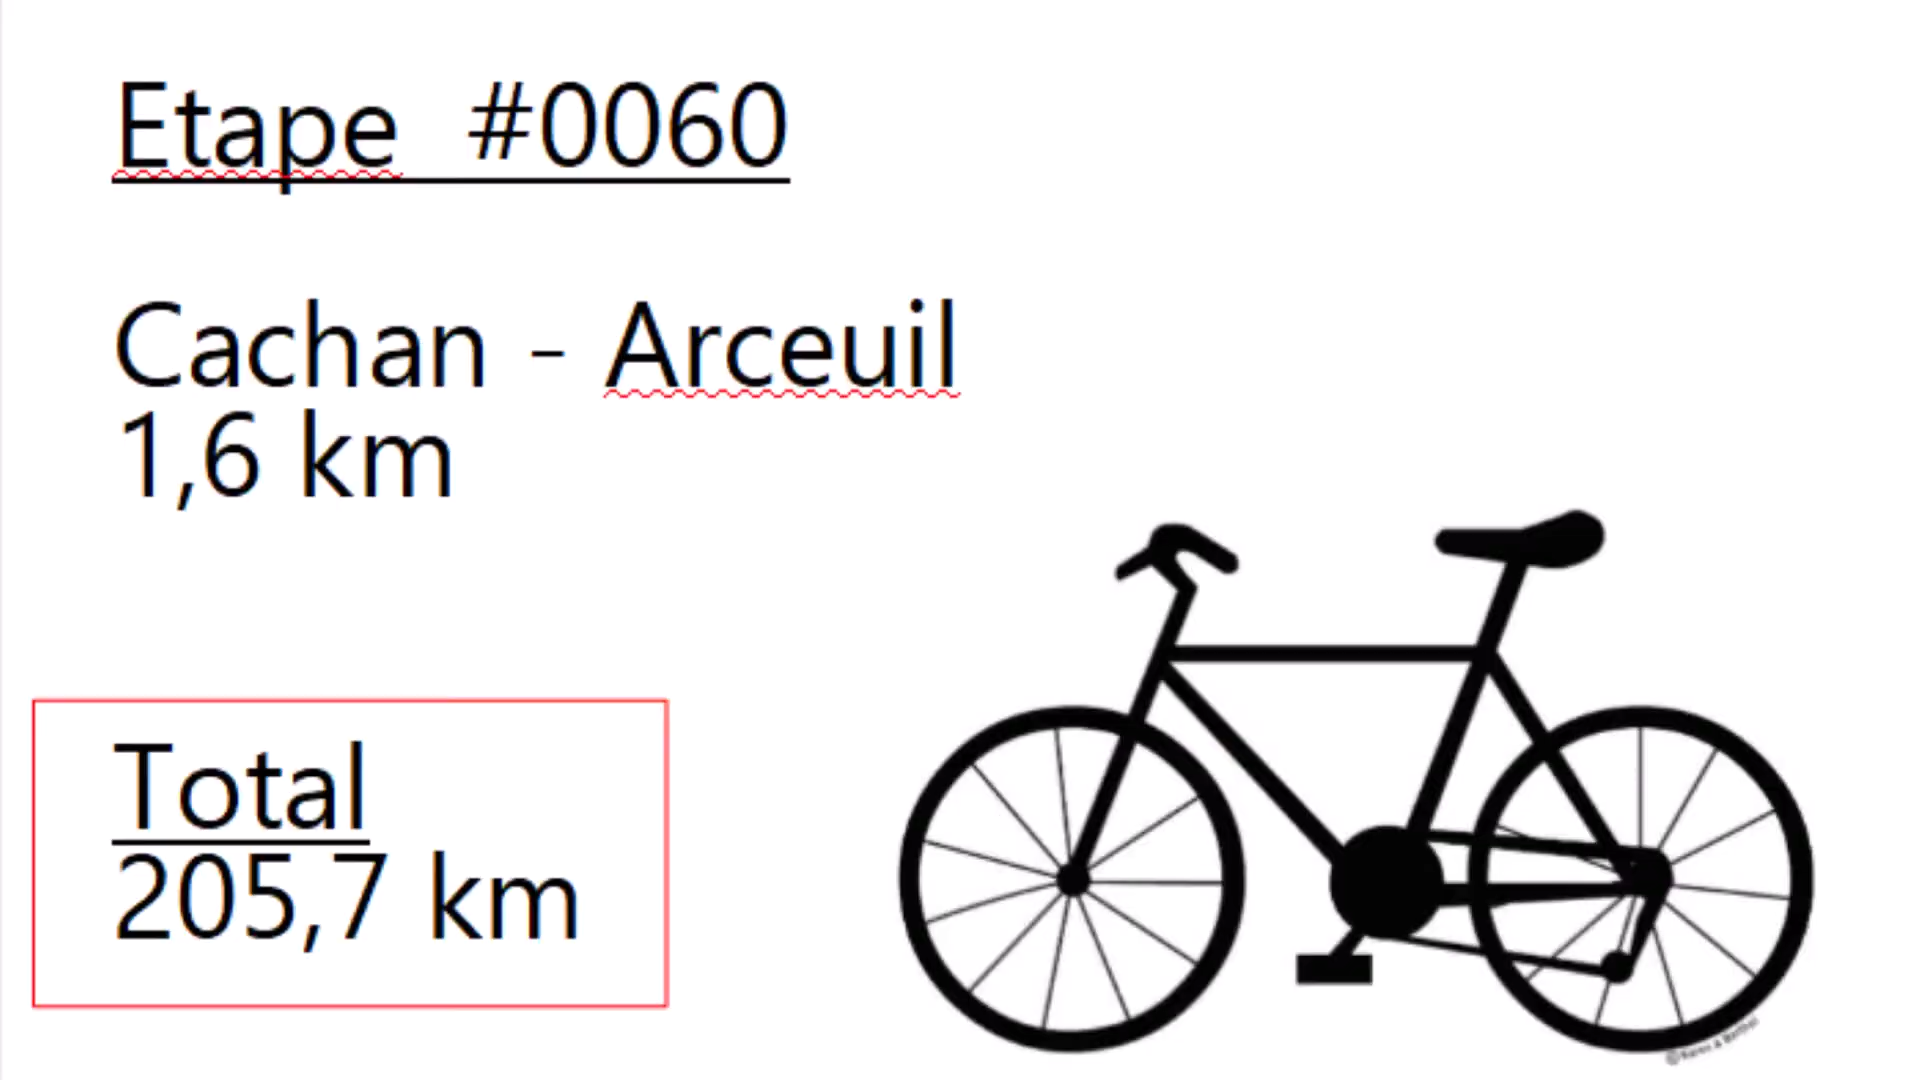 Etape #0060
Cachan - Arceuil
1,6 km
Total
205,7 km